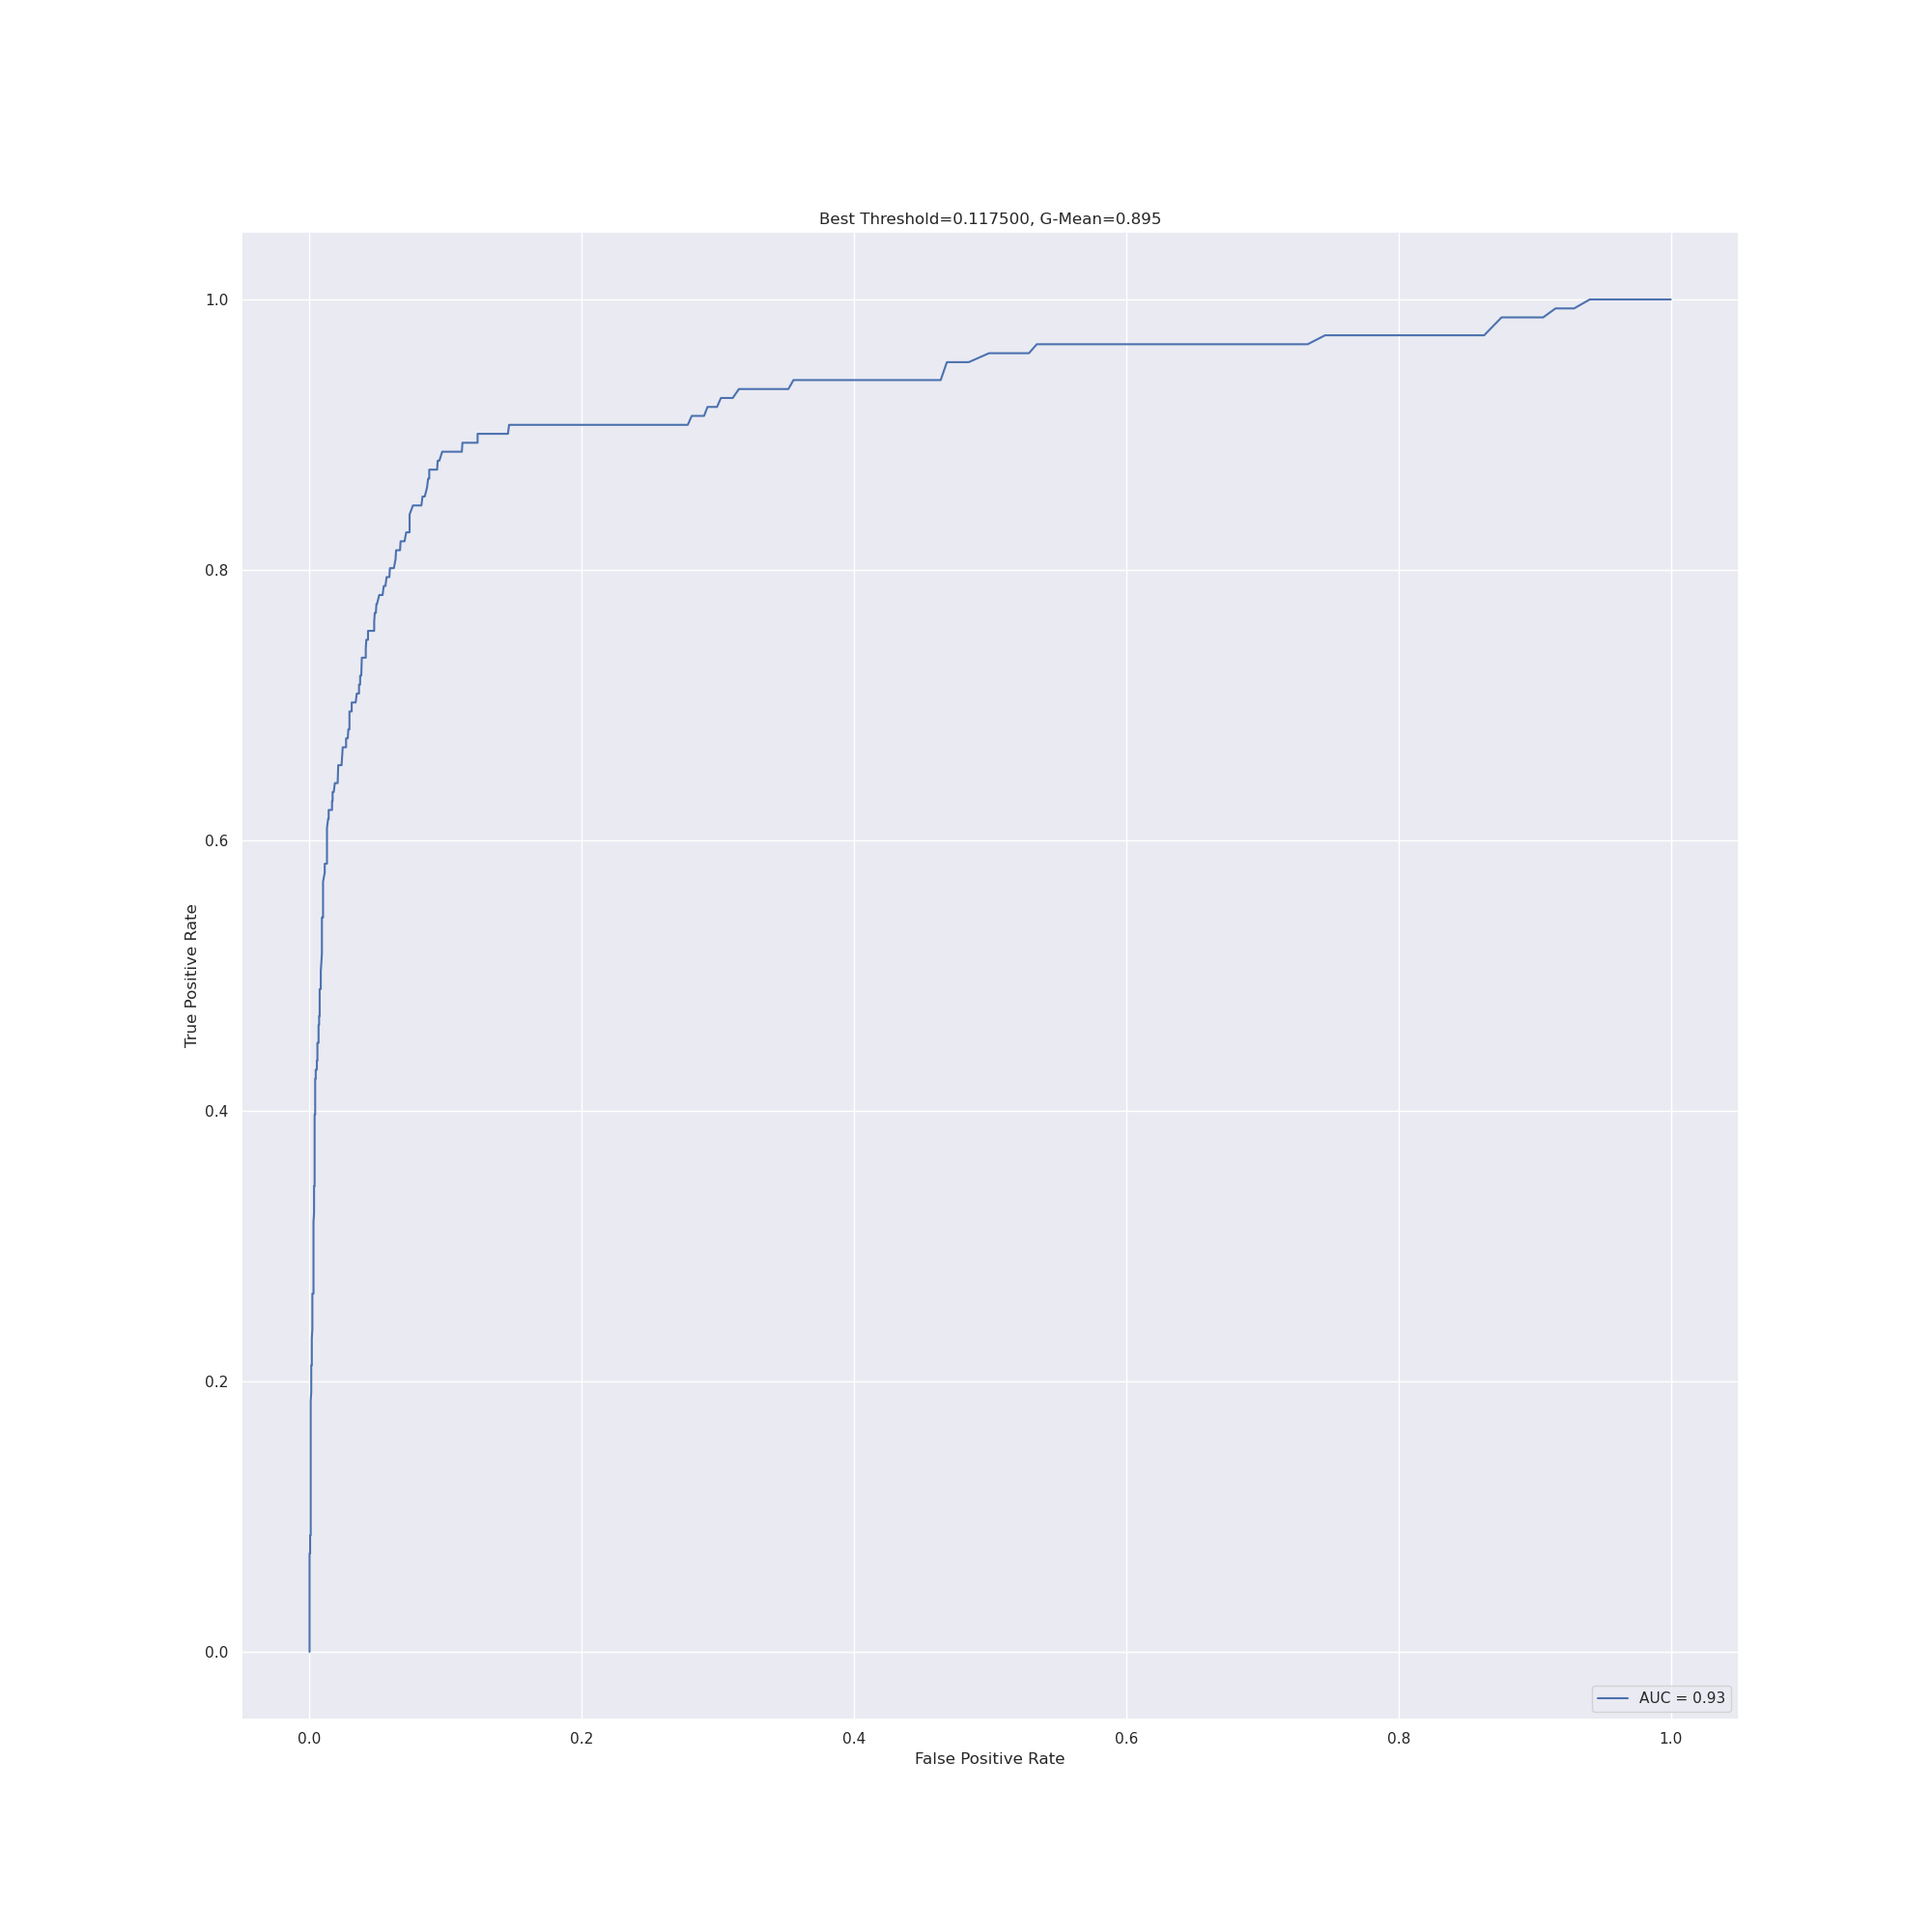 Best Threshold=0.117500, G-Mean=0.895
1.0
0.8
0.6
0.4
0.2
0.0
True Positive Rate
AUC = 0.93
0.0 0.2 0.4 0.6 0.8 1.0
False Positive Rate